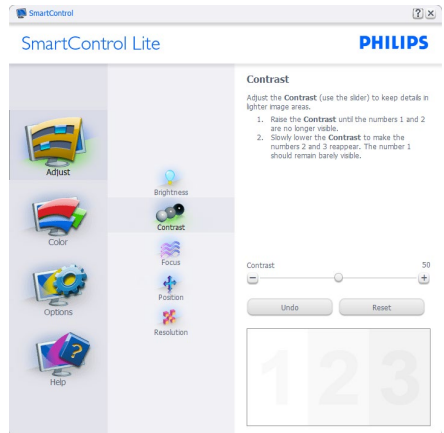 SmartControl
SmartControl Lite
PHILIPS
Adjust
Color
Options
Help
Brightness
Contrast
Focus
Position
Resolution
Contrast
Adjust the Contrast (use the slider) to keep details in
lighter image areas.
1. Raise the Contrast until the numbers 1 and 2
are no longer visible.
2. Slowly lower the Contrast to make the
numbers 2 and 3 reappear. The number 1
should remain barely visible.
Contrast 50
Undo Reset
1 2 3